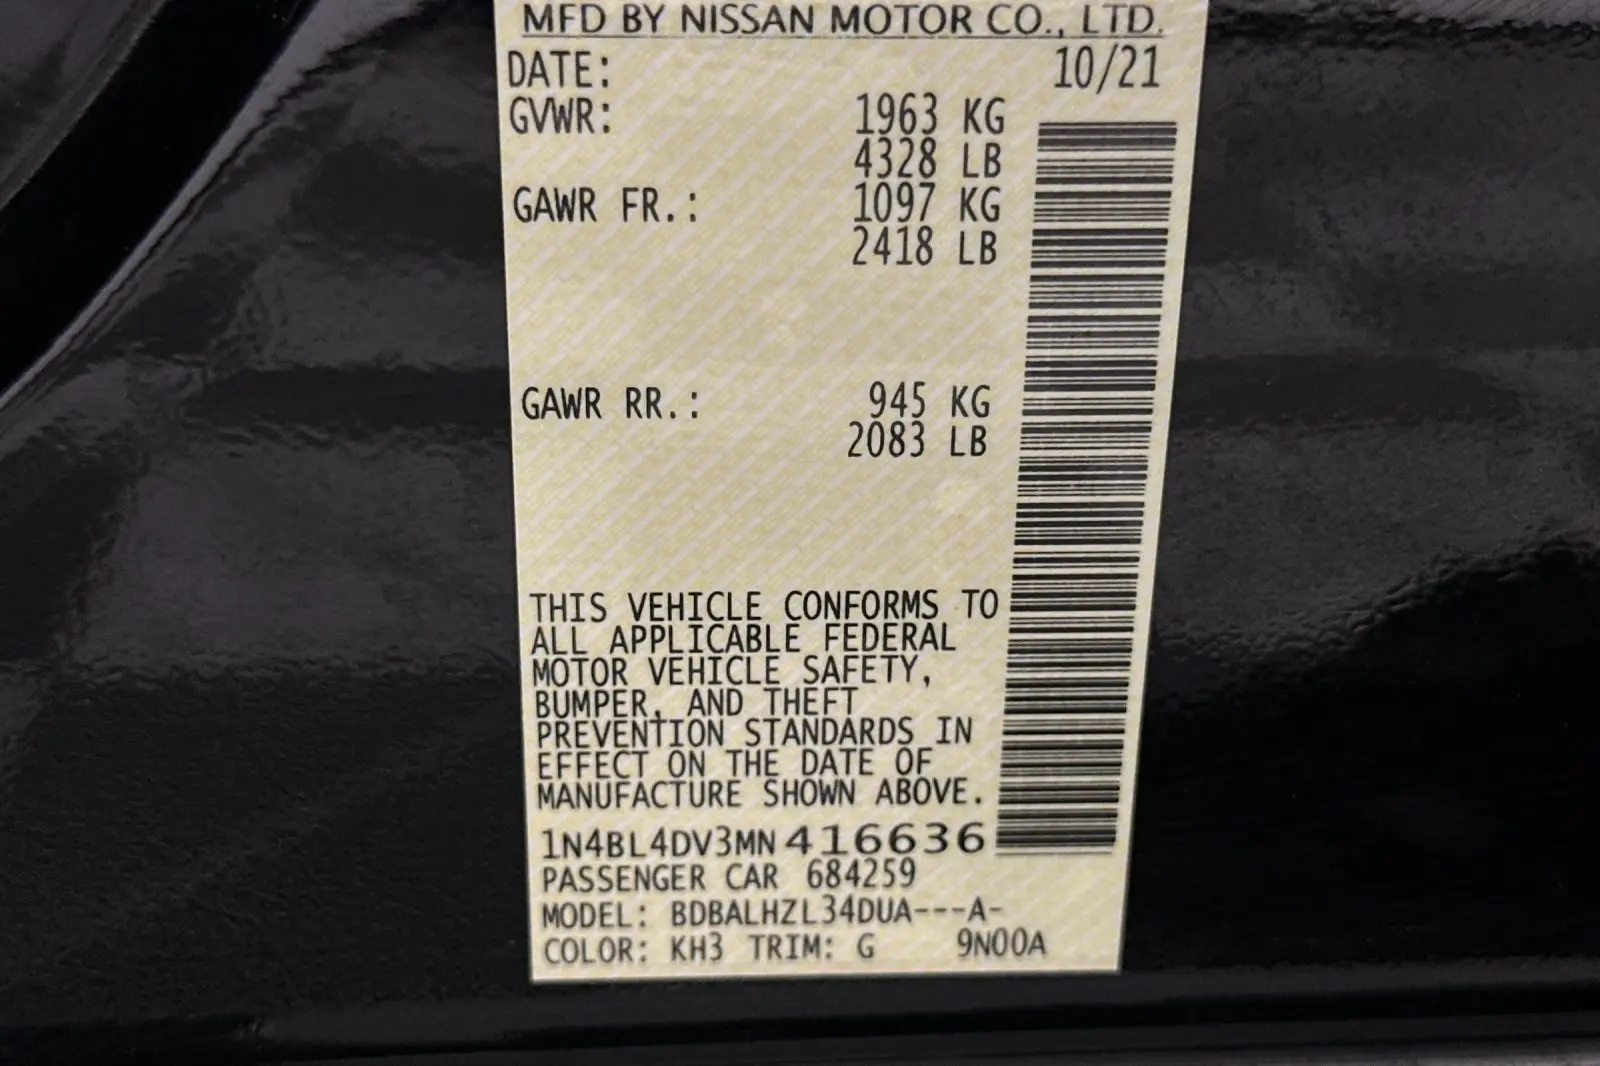 MFD BY NISSAN MOTOR CO., LTD.
DATE: 10/21
GVWR: 1963 KG
4328 LB
GAWR FR.: 1097 KG
2418 LB
GAWR RR.: 945 KG
2083 LB
THIS VEHICLE CONFORMS TO
ALL APPLICABLE FEDERAL
MOTOR VEHICLE SAFETY,
BUMPER, AND THEFT
PREVENTION STANDARDS IN
EFFECT ON THE DATE OF
MANUFACTURE SHOWN ABOVE.
1N4BL4DV3MN416636
PASSENGER CAR 684259
MODEL: BDBALHZL34DUA---A-
COLOR: KH3 TRIM: G 9N00A